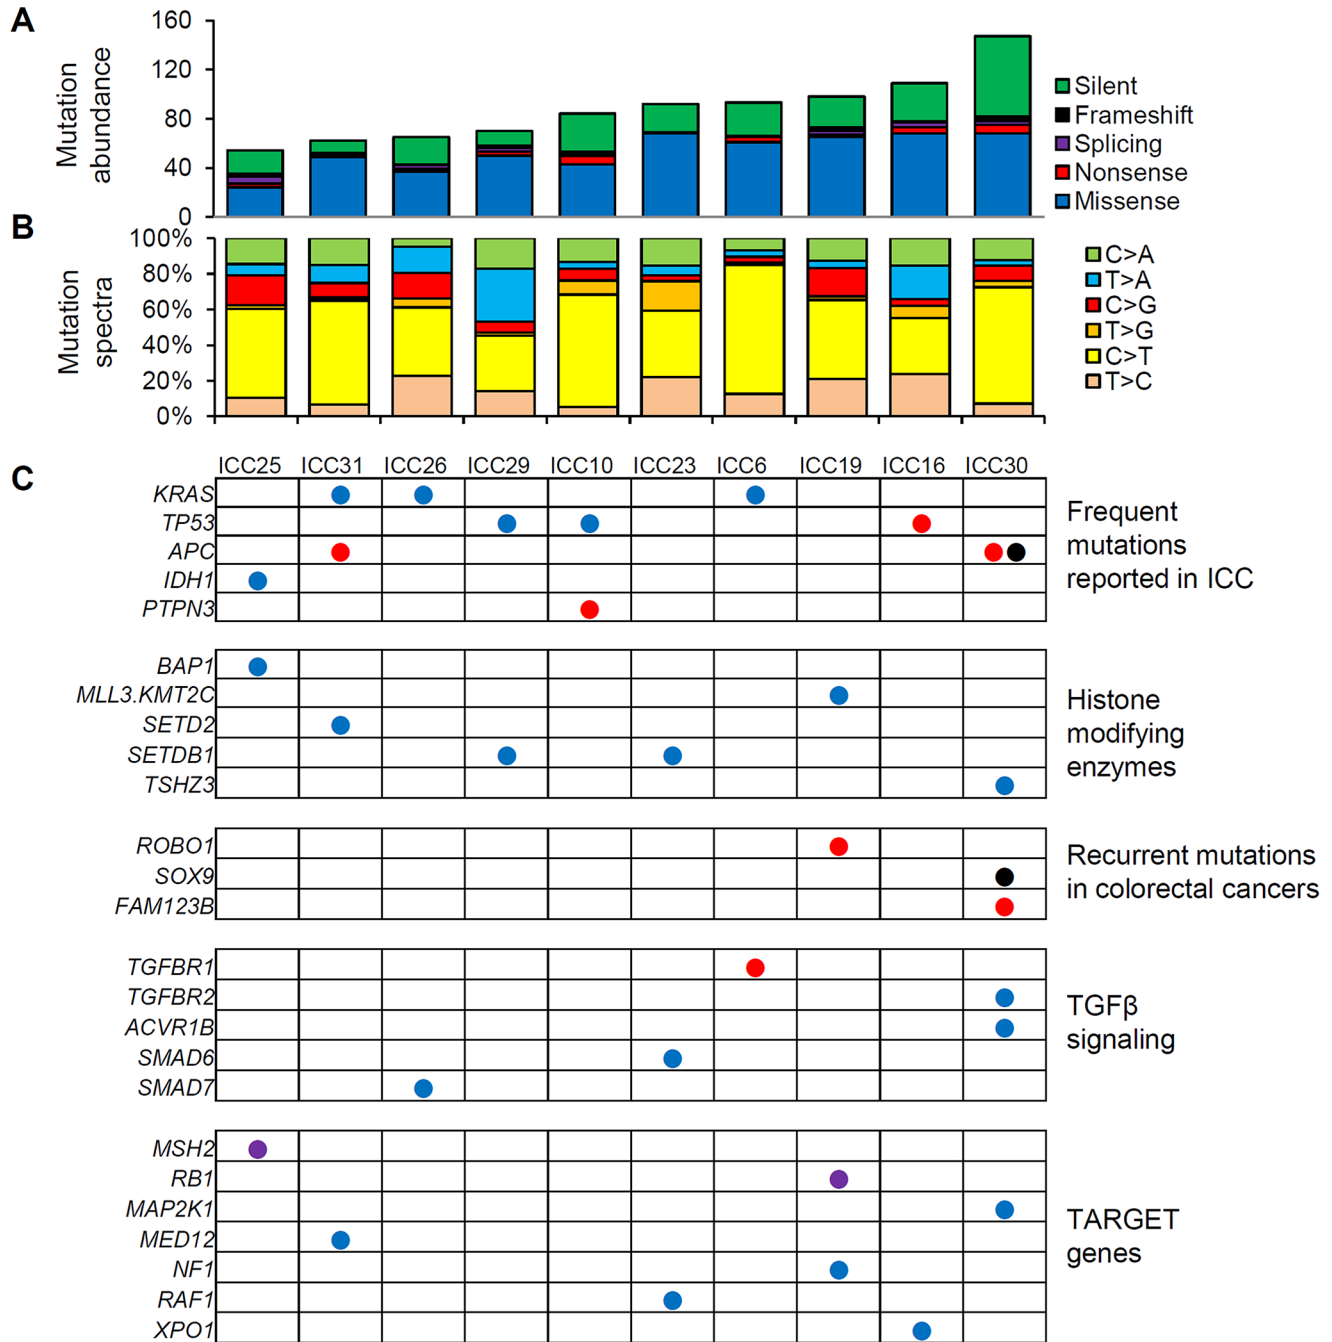 A
160
120
80
40
0
Mutation
abundance
Silent
Frameshift
Splicing
Nonsense
Missense
B
100%
80%
60%
40%
20%
0%
Mutation
spectra
C>A
T>A
C>G
T>G
C>T
T>C
C
ICC25 ICC31 ICC26 ICC29 ICC10 ICC23 ICC6 ICC19 ICC16 ICC30
KRAS
TP53
APC
IDH1
PTPN3
Frequent
mutations
reported in ICC
BAP1
MLL3.KMT2C
SETD2
SETDB1
TSHZ3
Histone
modifying
enzymes
ROBO1
SOX9
FAM123B
Recurrent mutations
in colorectal cancers
TGFBR1
TGFBR2
ACVR1B
SMAD6
SMAD7
TGFβ
signaling
MSH2
RB1
MAP2K1
MED12
NF1
RAF1
XPO1
TARGET
genes